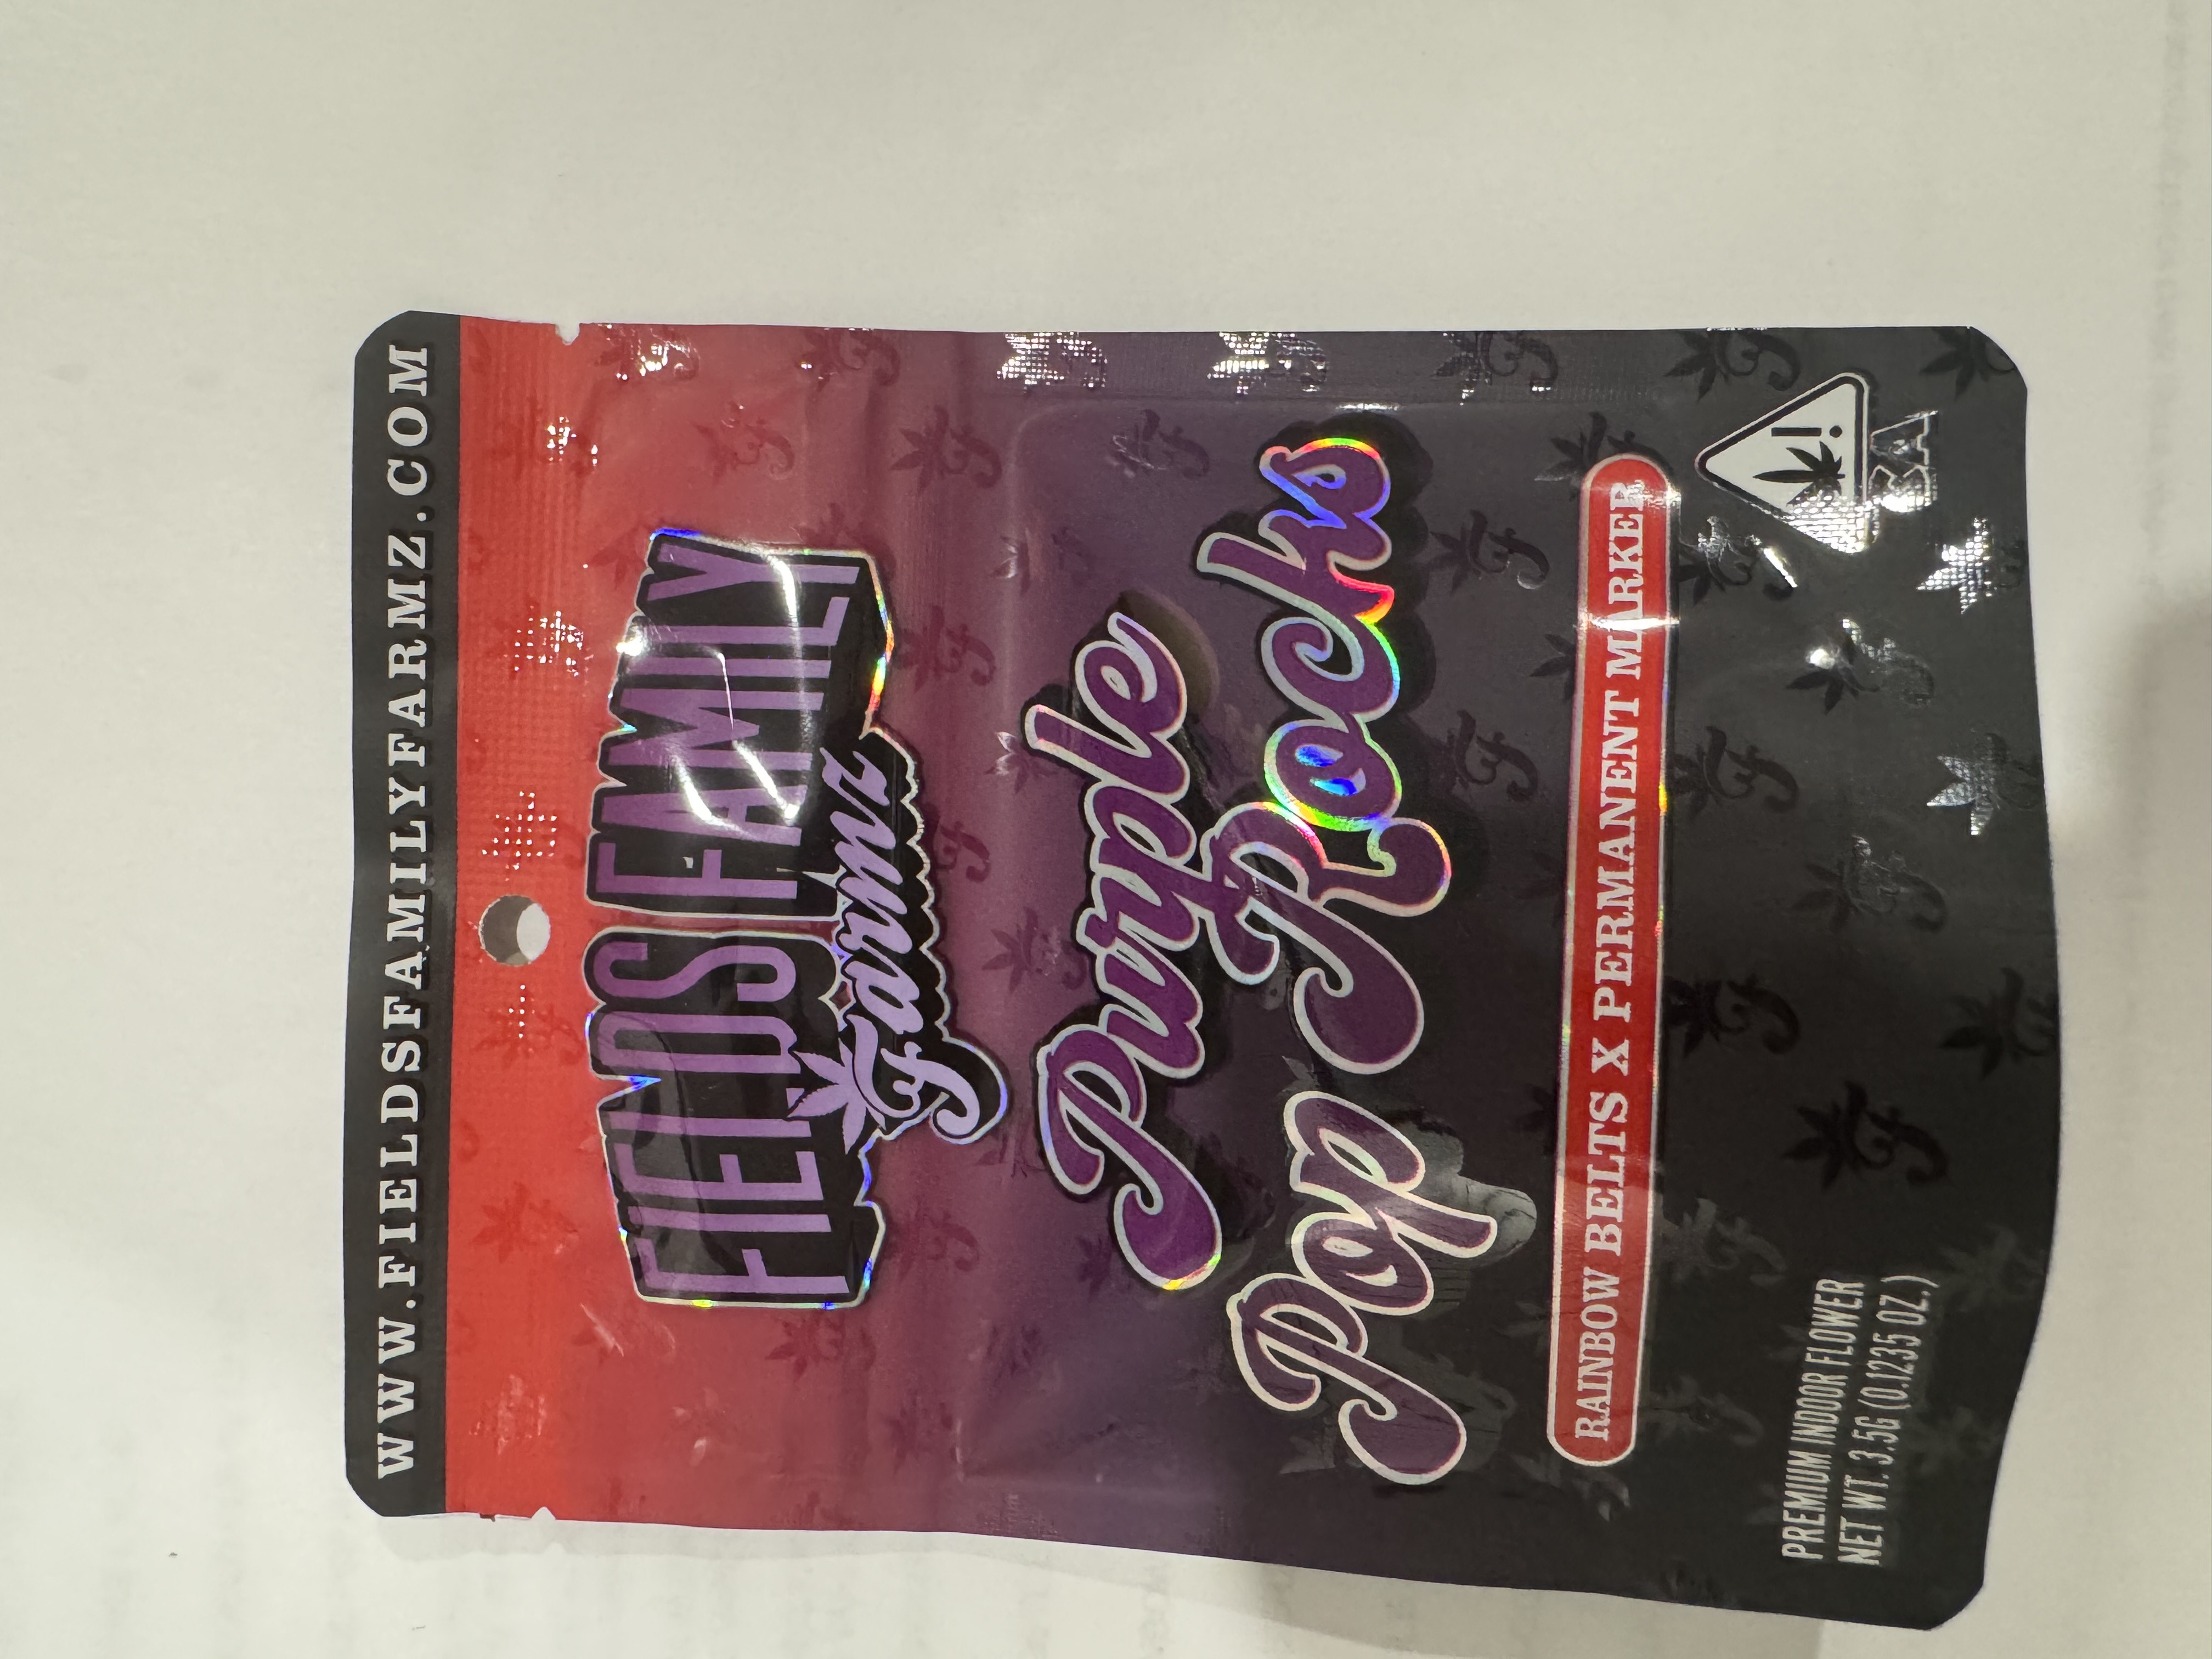 WWW.FIELDSFAMILYFARMZ.COM
FIELDS FAMILY
Farmz
Purple
Pop Rocks
RAINBOW BELTS X PERMANENT MARKER
PREMIUM INDOOR FLOWER
NET WT. 3.5G (0.1235 OZ.)
!
CA